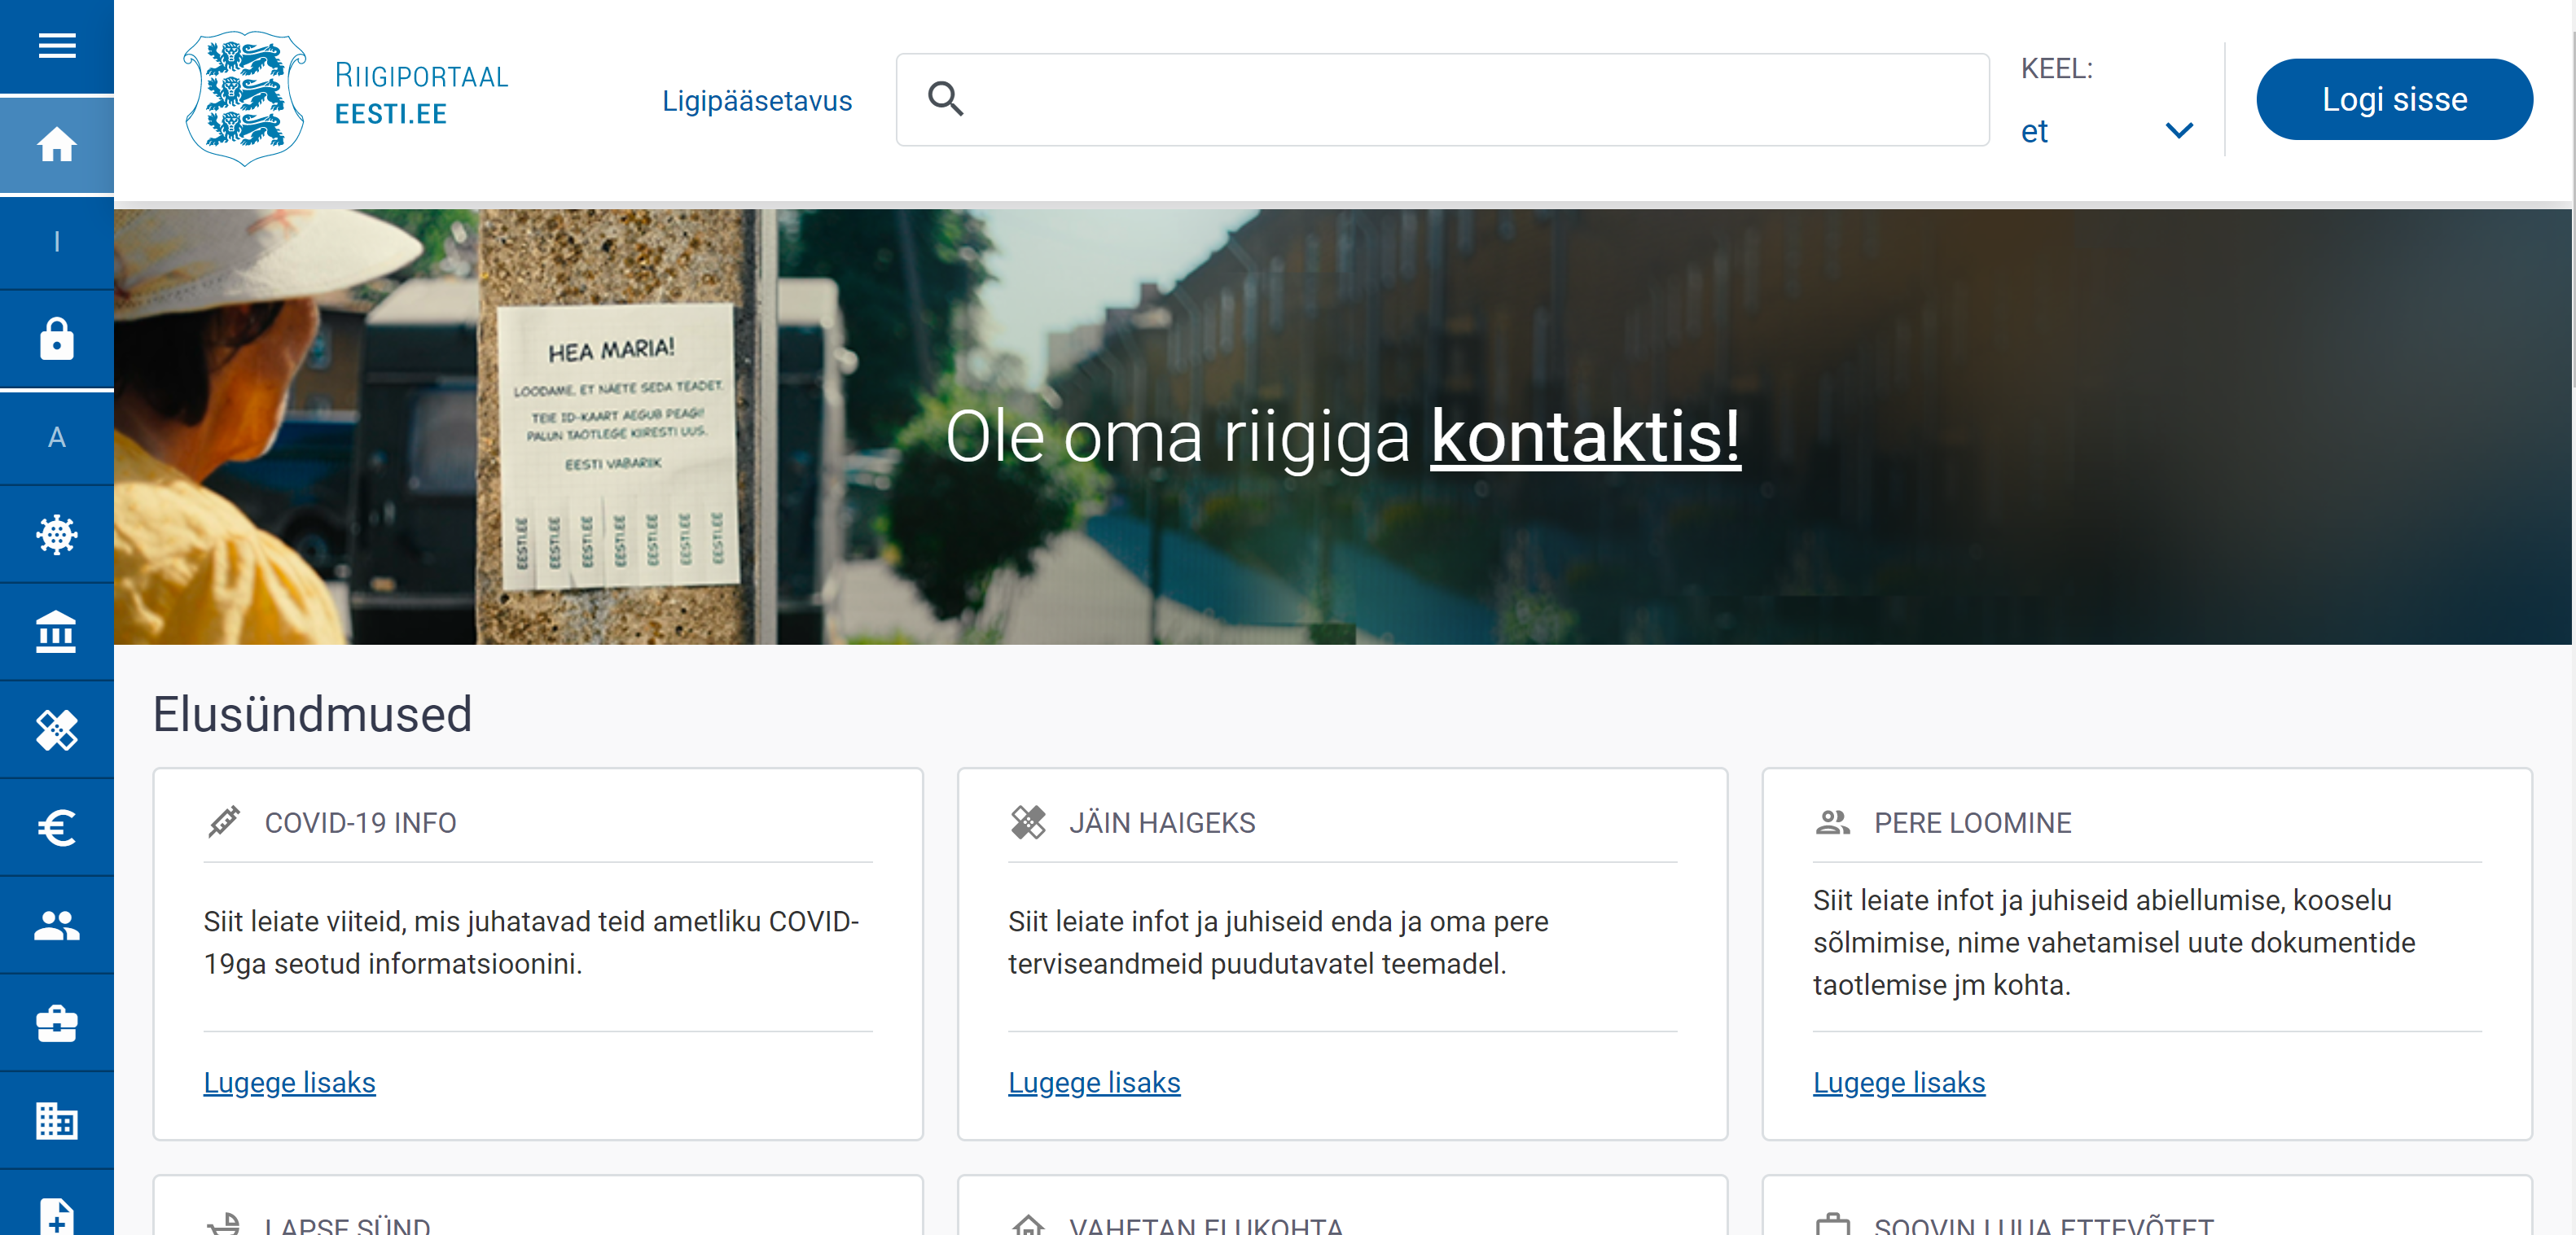 RIIGIPORTAAL
EESTI.EE
Ligipääsetavus
KEEL:
et
Logi sisse
I
A
HEA MARIA!
LOODAME, ET NÄETE SEDA TEADET.
TEIE ID-KAART AEGUB PEAGI!
PALUN TAOTLEGE KIIRESTI UUS.
EESTI VABARIIK
EESTI.EE
EESTI.EE
EESTI.EE
EESTI.EE
EESTI.EE
EESTI.EE
EESTI.EE
Ole oma riigiga kontaktis!
Elusündmused
COVID-19 INFO
Siit leiate viiteid, mis juhatavad teid ametliku COVID-
19ga seotud informatsioonini.
Lugege lisaks
JÄIN HAIGEKS
Siit leiate infot ja juhiseid enda ja oma pere
terviseandmeid puudutavatel teemadel.
Lugege lisaks
PERE LOOMINE
Siit leiate infot ja juhiseid abiellumise, kooselu
sõlmimise, nime vahetamisel uute dokumentide
taotlemise jm kohta.
Lugege lisaks
LAPSE SÜND
VAHETAN ELUKOHTA
SOOVIN LUUA ETTEVÕTET